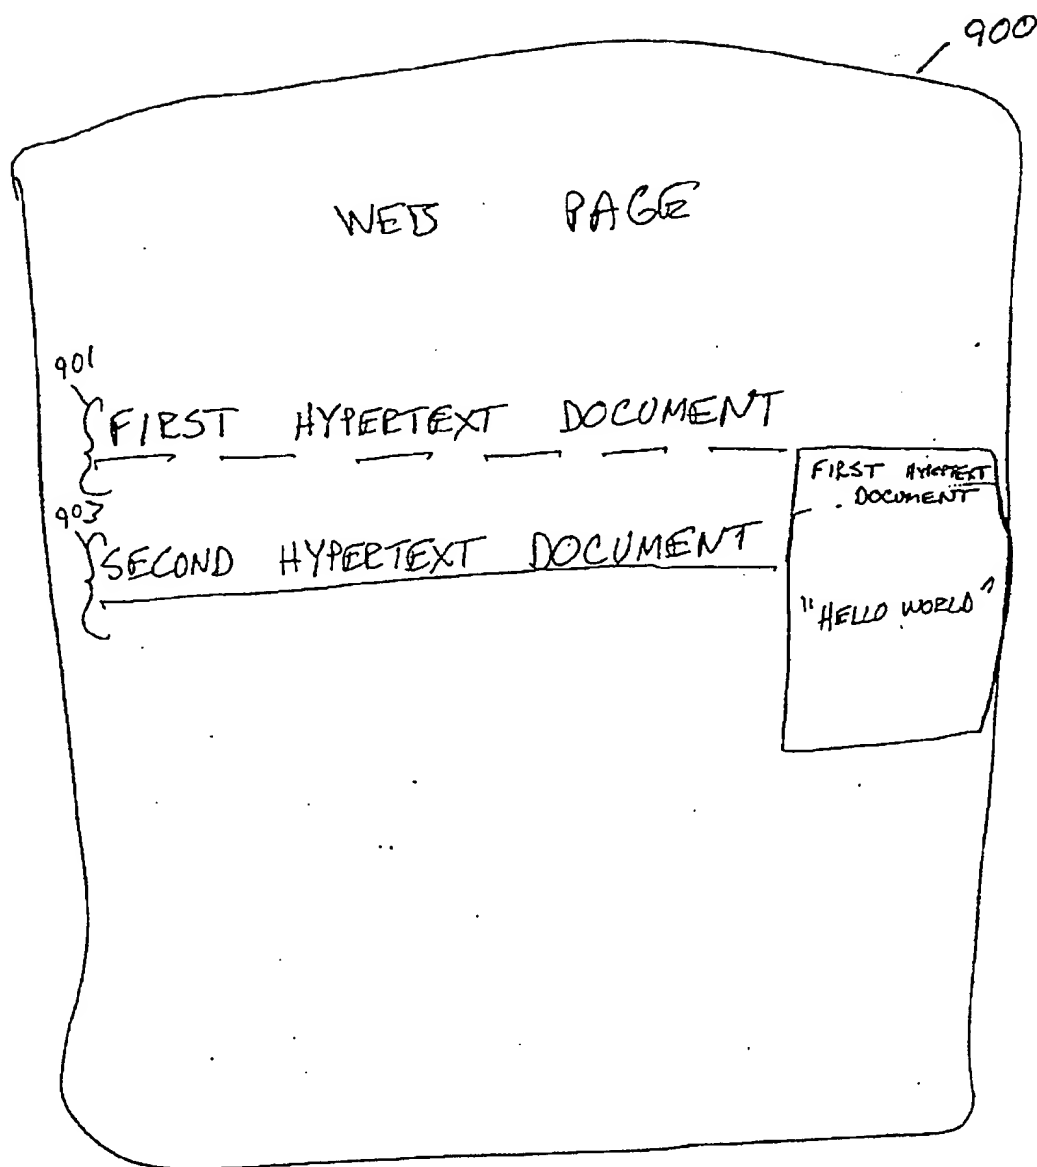 900
WEB PAGE
901
FIRST HYPERTEXT DOCUMENT
FIRST HYPERTEXT
DOCUMENT
903
SECOND HYPERTEXT DOCUMENT
"HELLO WORLD"